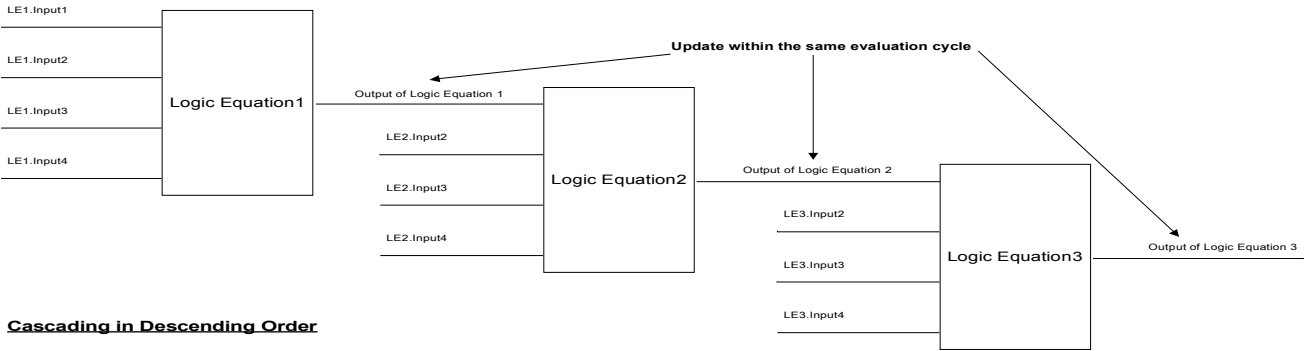 LE1.Input1
LE1.Input2
LE1.Input3
LE1.Input4
Logic Equation1
Update within the same evaluation cycle
Output of Logic Equation 1
LE2.Input2
LE2.Input3
LE2.Input4
Logic Equation2
Output of Logic Equation 2
LE3.Input2
LE3.Input3
LE3.Input4
Logic Equation3
Output of Logic Equation 3
Cascading in Descending Order